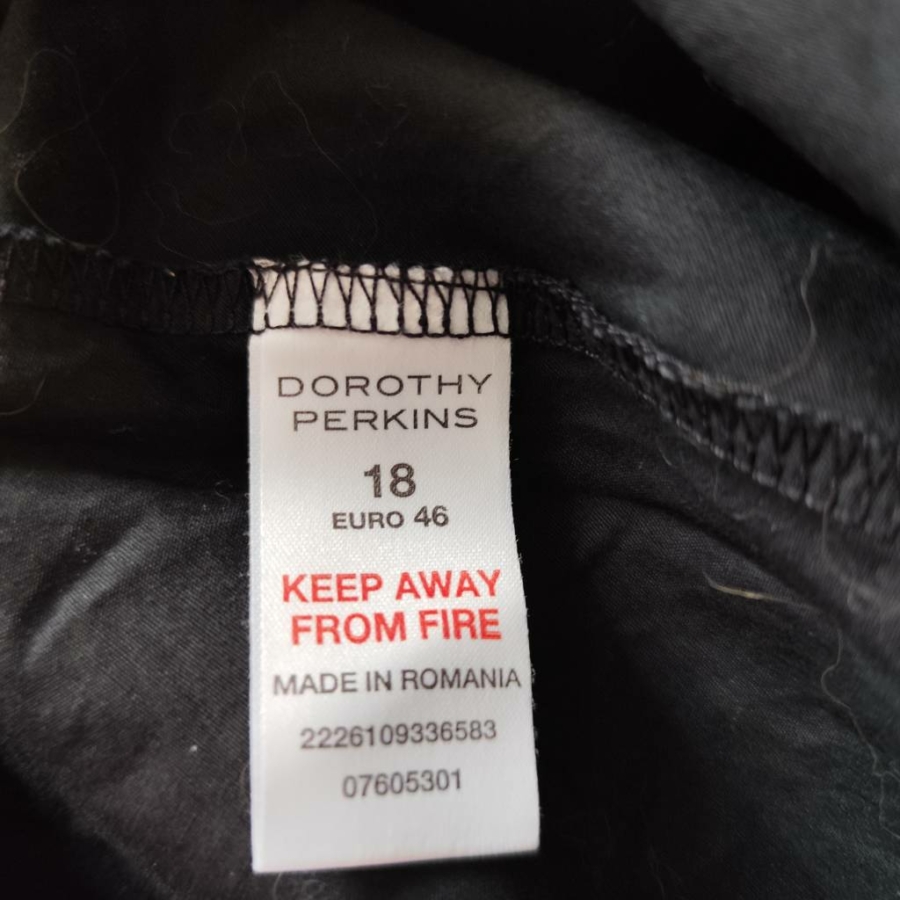 DOROTHY
PERKINS
18
EURO 46
KEEP AWAY
FROM FIRE
MADE IN ROMANIA
2226109336583
07605301